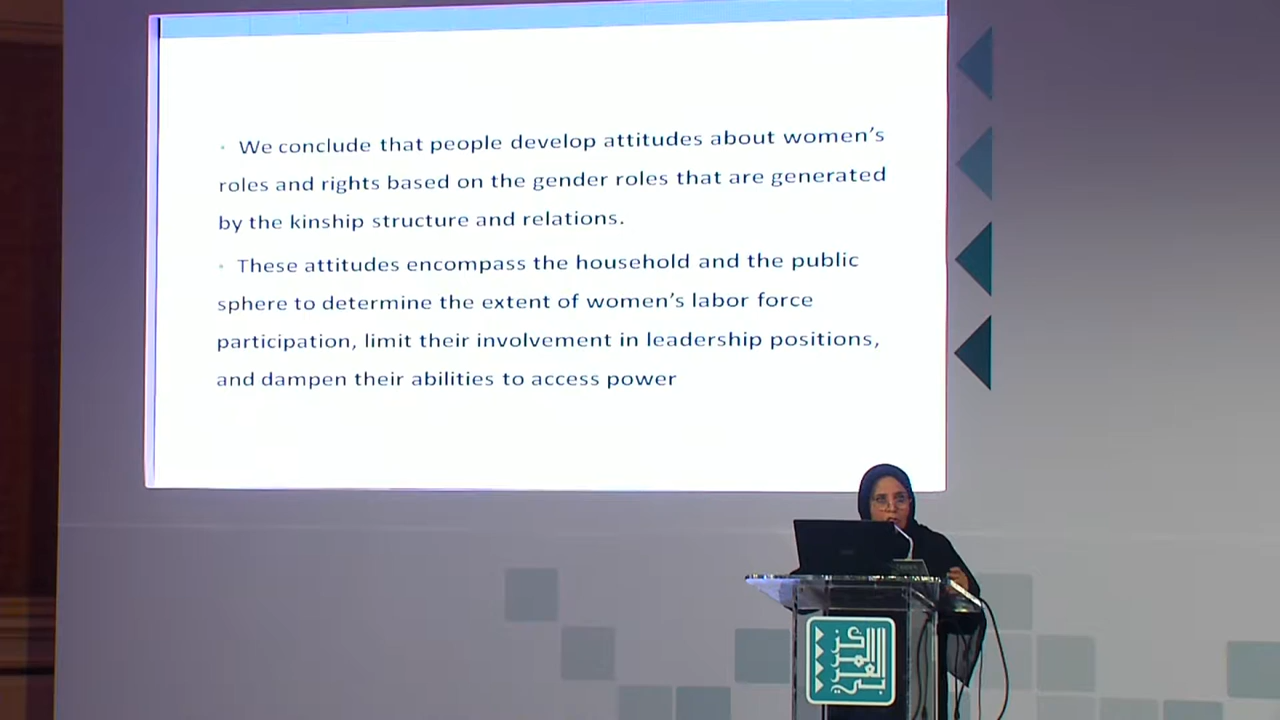 • We conclude that people develop attitudes about women’s
roles and rights based on the gender roles that are generated
by the kinship structure and relations.
• These attitudes encompass the household and the public
sphere to determine the extent of women’s labor force
participation, limit their involvement in leadership positions,
and dampen their abilities to access power